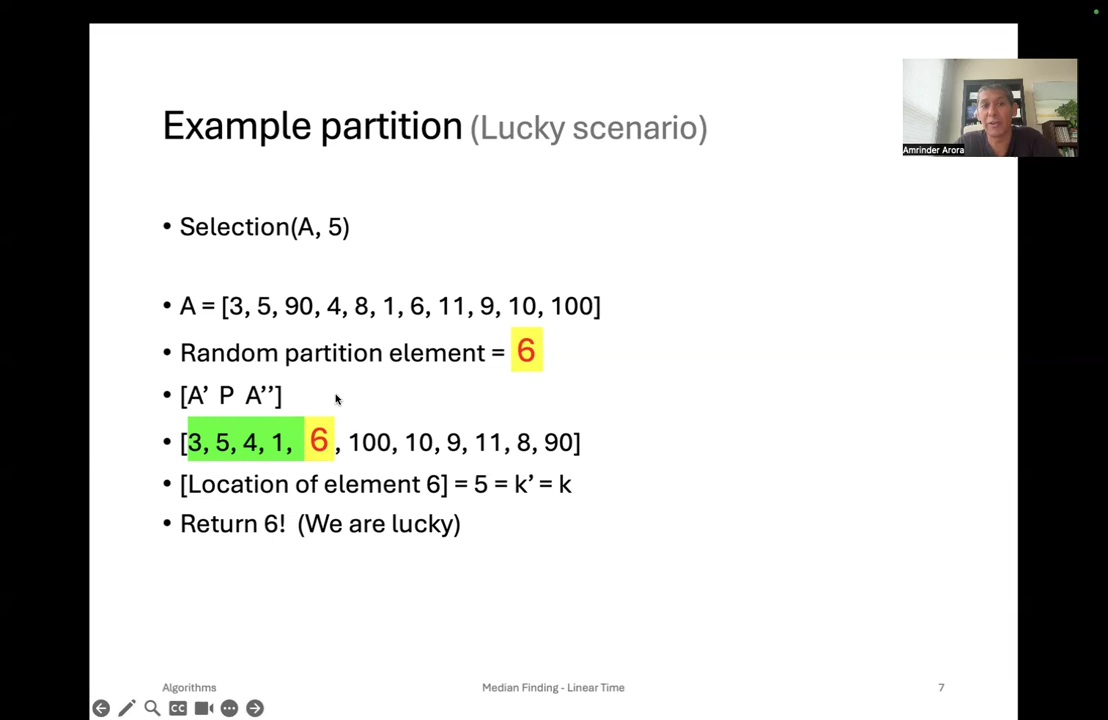 Example partition (Lucky scenario)
Amrinder Arora
• Selection(A, 5)
• A = [3, 5, 90, 4, 8, 1, 6, 11, 9, 10, 100]
• Random partition element = 6
• [A’ P A’’]
• [3, 5, 4, 1, 6, 100, 10, 9, 11, 8, 90]
• [Location of element 6] = 5 = k’ = k
• Return 6! (We are lucky)
Algorithms
Median Finding - Linear Time
7
CC